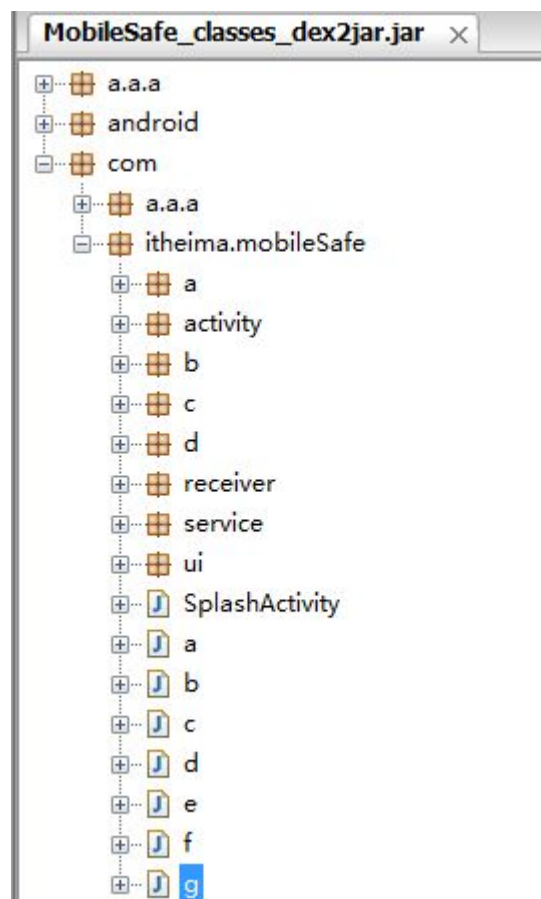 MobileSafe_classes_dex2jar.jar
a.a.a
android
com
a.a.a
itheima.mobileSafe
a
activity
b
c
d
receiver
service
ui
SplashActivity
a
b
c
d
e
f
g